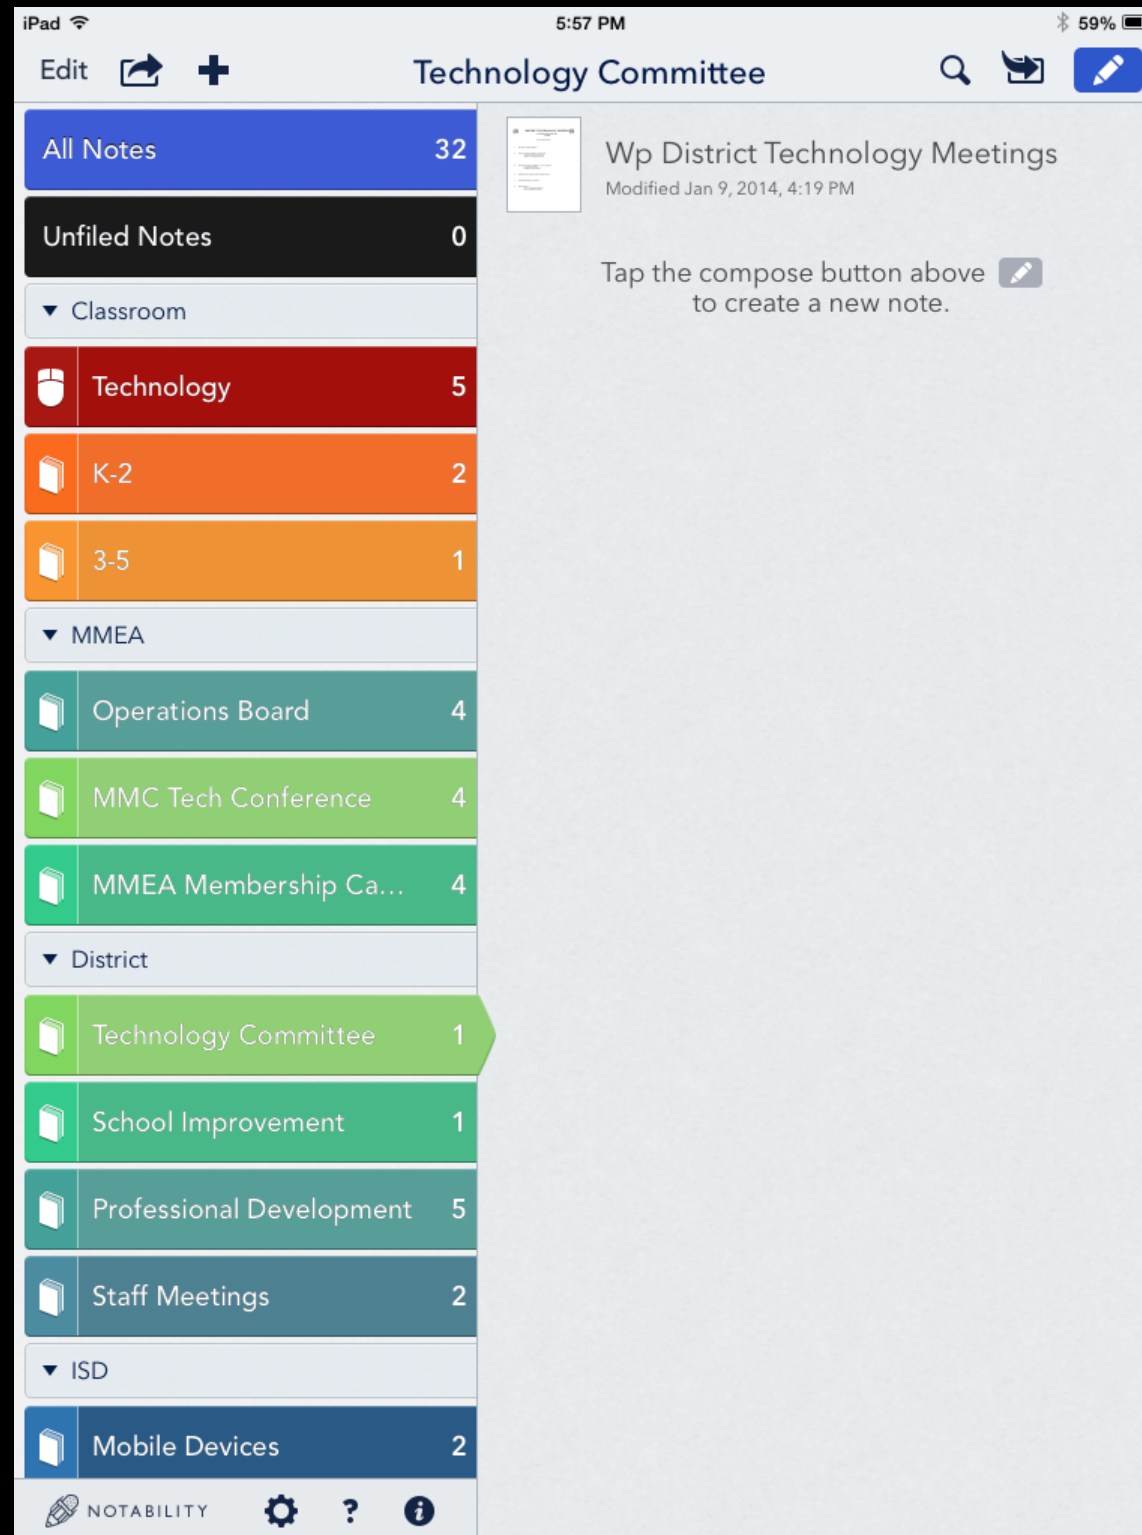 iPad 5:57 PM 59%
Edit Technology Committee
All Notes 32
Unfiled Notes 0
Classroom
Technology 5
K-2 2
3-5 1
MMEA
Operations Board 4
MMC Tech Conference 4
MMEA Membership Ca... 4
District
Technology Committee 1
School Improvement 1
Professional Development 5
Staff Meetings 2
ISD
Mobile Devices 2
NOTABILITY ? i
Wp District Technology Meetings
Modified Jan 9, 2014, 4:19 PM
Tap the compose button above
to create a new note.